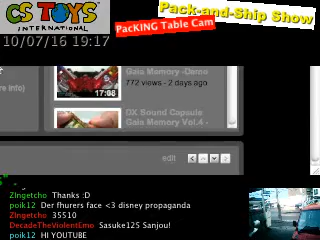 CS TOYS
INTERNATIONAL
Pack-and-Ship Show
PacKING Table Cam
10/07/16 19:17
re info)
Gaia Memory -Demo
772 views - 2 days ago
17:08
DX Sound Capsule
Gaia Memory Vol.4 -
edit
ZIngetcho Thanks :D
poik12 Der fhurers face <3 disney propaganda
ZIngetcho 35510
DecadeTheViolentEmo Sasuke125 Sanjou!
poik12 HI YOUTUBE